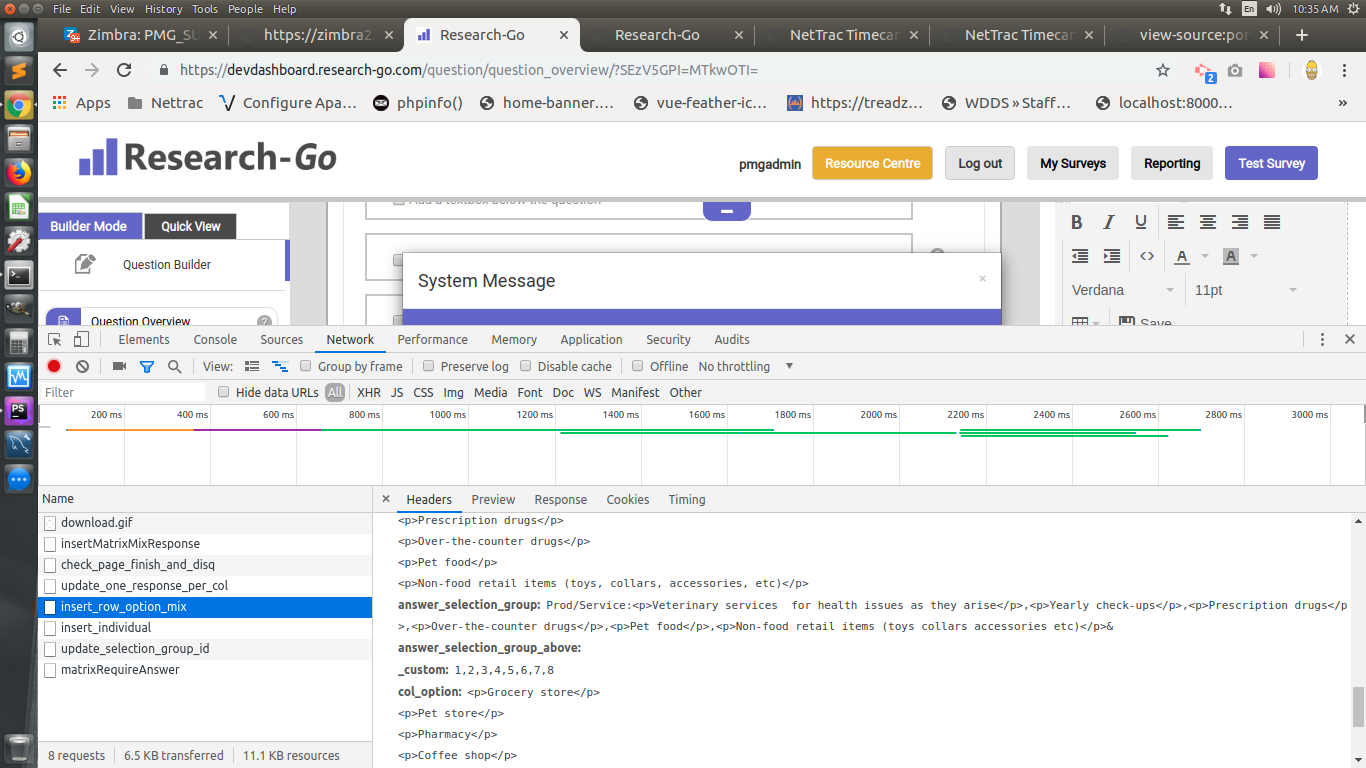 File Edit View History Tools People Help
En 10:35 AM
Zimbra: PMG_SU
https://zimbra2.
Research-Go
Research-Go
NetTrac Timecar
NetTrac Timecar
view-source:por
https://devdashboard.research-go.com/question/question_overview/?SEzV5GPI=MTkwOTI=
2
Apps
Nettrac
Configure Apa...
phpinfo()
home-banner....
vue-feather-ic...
https://treadz...
WDDS » Staff...
localhost:8000...
»
Research-Go
pmgadmin
Resource Centre
Log out
My Surveys
Reporting
Test Survey
Builder Mode
Quick View
Question Builder
Question Overview
?
Add a textbox below the question
System Message
×
B I U
A A
Verdana 11pt
Save
Elements Console Sources Network Performance Memory Application Security Audits
View: Group by frame Preserve log Disable cache Offline No throttling
Filter Hide data URLs All XHR JS CSS Img Media Font Doc WS Manifest Other
200 ms 400 ms 600 ms 800 ms 1000 ms 1200 ms 1400 ms 1600 ms 1800 ms 2000 ms 2200 ms 2400 ms 2600 ms 2800 ms 3000 ms
Name
download.gif
insertMatrixMixResponse
check_page_finish_and_disq
update_one_response_per_col
insert_row_option_mix
insert_individual
update_selection_group_id
matrixRequireAnswer
8 requests 6.5 KB transferred 11.1 KB resources
× Headers Preview Response Cookies Timing
<p>Prescription drugs</p>
<p>Over-the-counter drugs</p>
<p>Pet food</p>
<p>Non-food retail items (toys, collars, accessories, etc)</p>
answer_selection_group: Prod/Service:<p>Veterinary services  for health issues as they arise</p>,<p>Yearly check-ups</p>,<p>Prescription drugs</p
>,<p>Over-the-counter drugs</p>,<p>Pet food</p>,<p>Non-food retail items (toys collars accessories etc)</p>&
answer_selection_group_above:
_custom: 1,2,3,4,5,6,7,8
col_option: <p>Grocery store</p>
<p>Pet store</p>
<p>Pharmacy</p>
<p>Coffee shop</p>